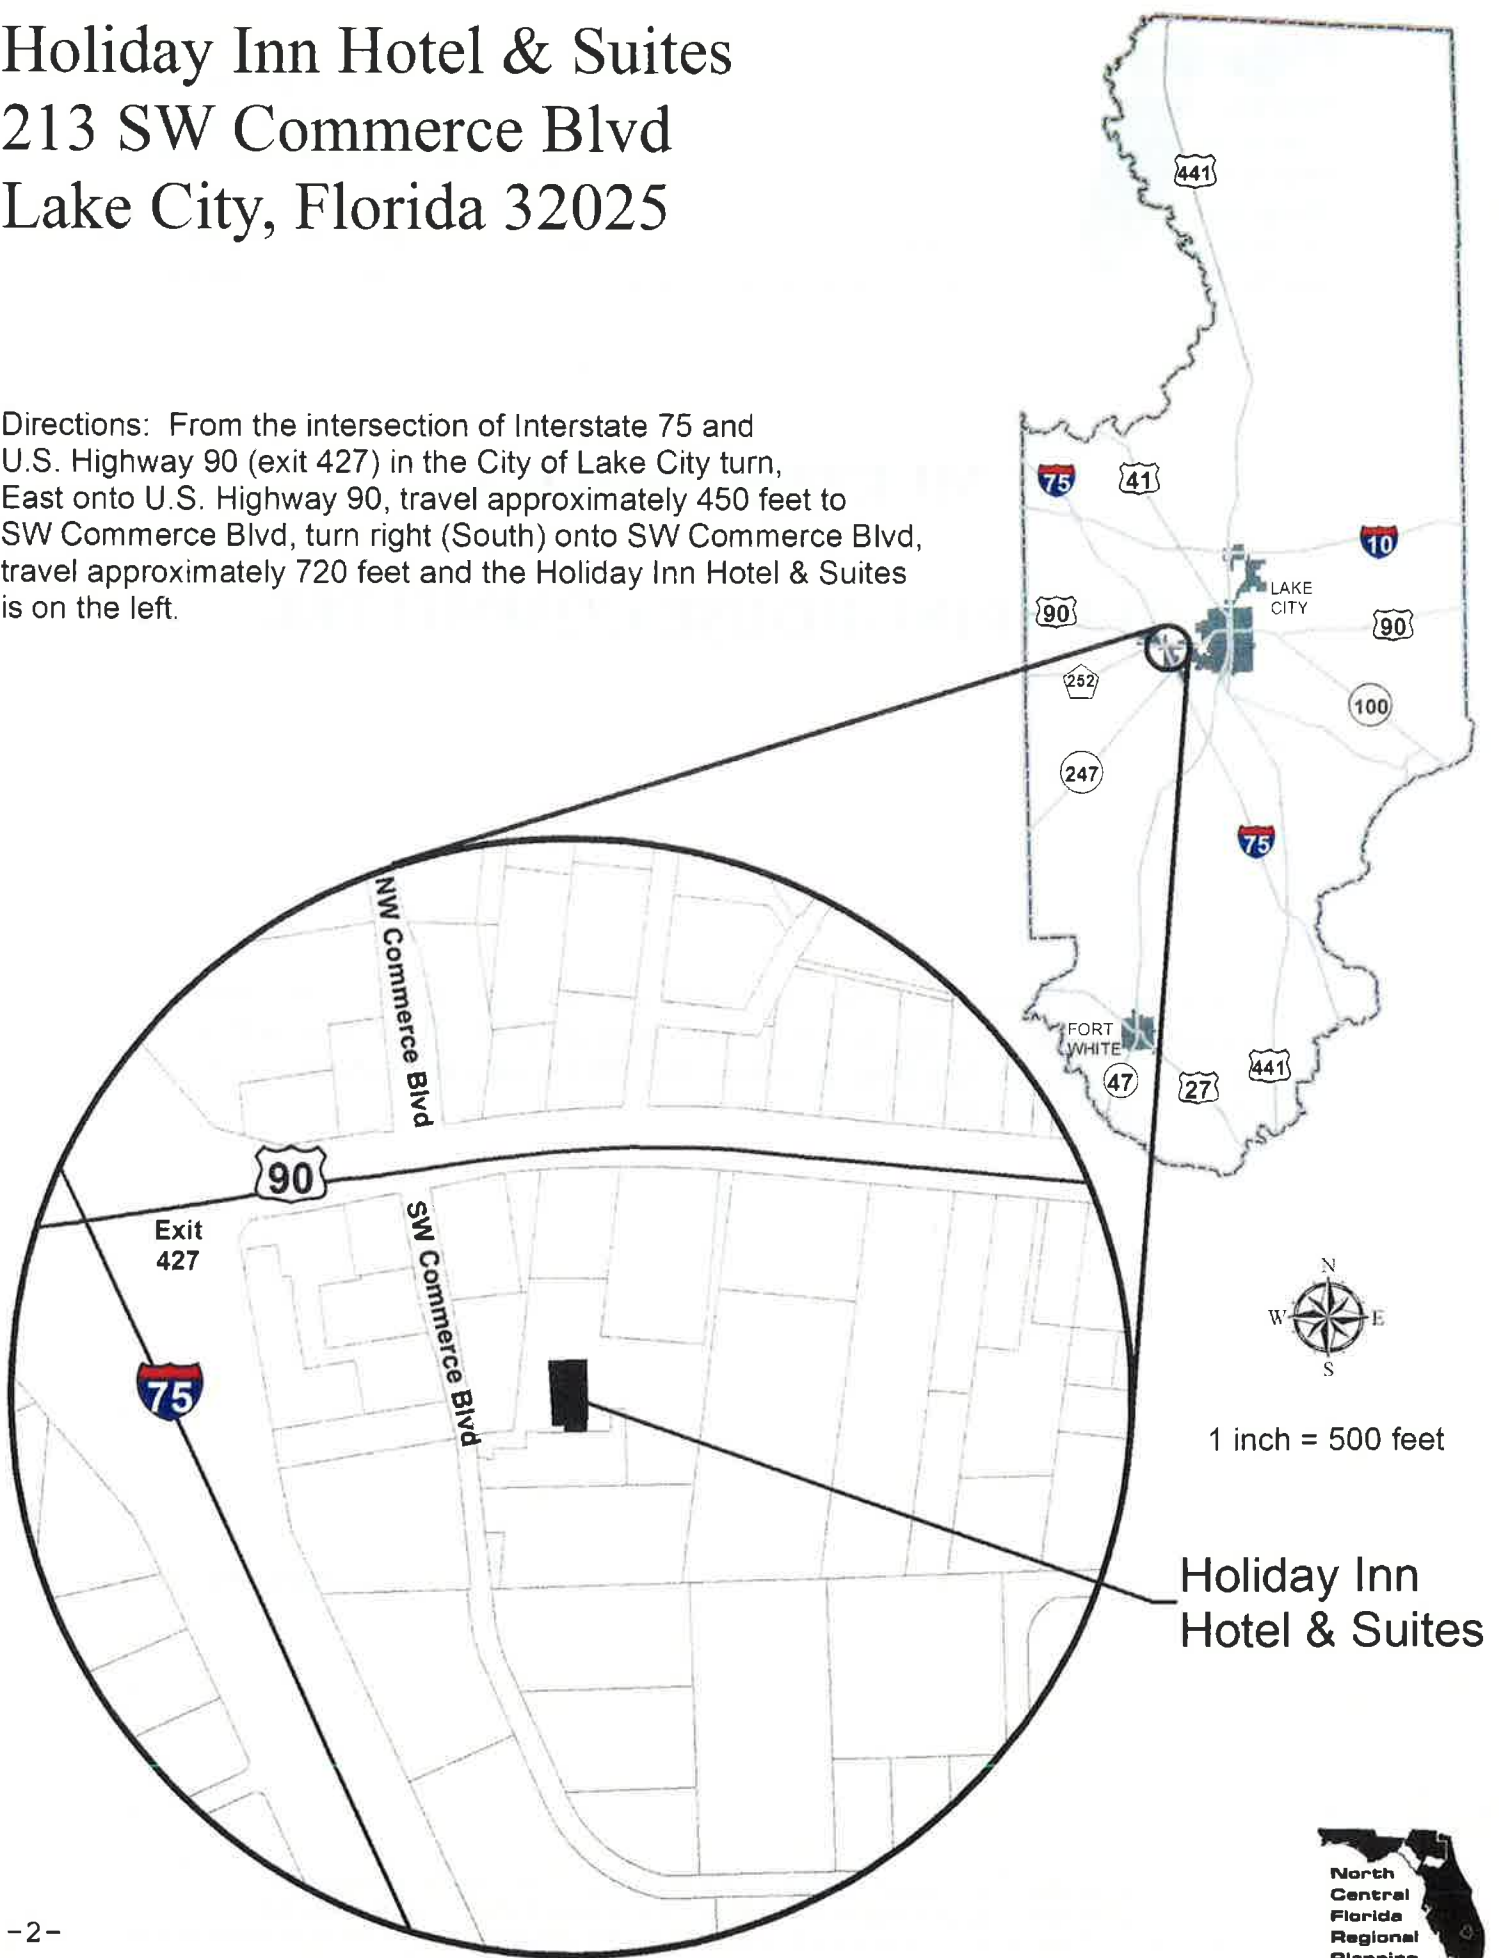 Holiday Inn Hotel & Suites
213 SW Commerce Blvd
Lake City, Florida 32025
Directions: From the intersection of Interstate 75 and
U.S. Highway 90 (exit 427) in the City of Lake City turn,
East onto U.S. Highway 90, travel approximately 450 feet to
SW Commerce Blvd, turn right (South) onto SW Commerce Blvd,
travel approximately 720 feet and the Holiday Inn Hotel & Suites
is on the left.
441
75
41
10
LAKE
CITY
90
90
252
100
247
75
FORT
WHITE
47
27
441
NW Commerce Blvd
90
Exit
427
SW Commerce Blvd
75
N
W
E
S
1 inch = 500 feet
Holiday Inn
Hotel & Suites
North
Central
Florida
Regional
Planning
-2-